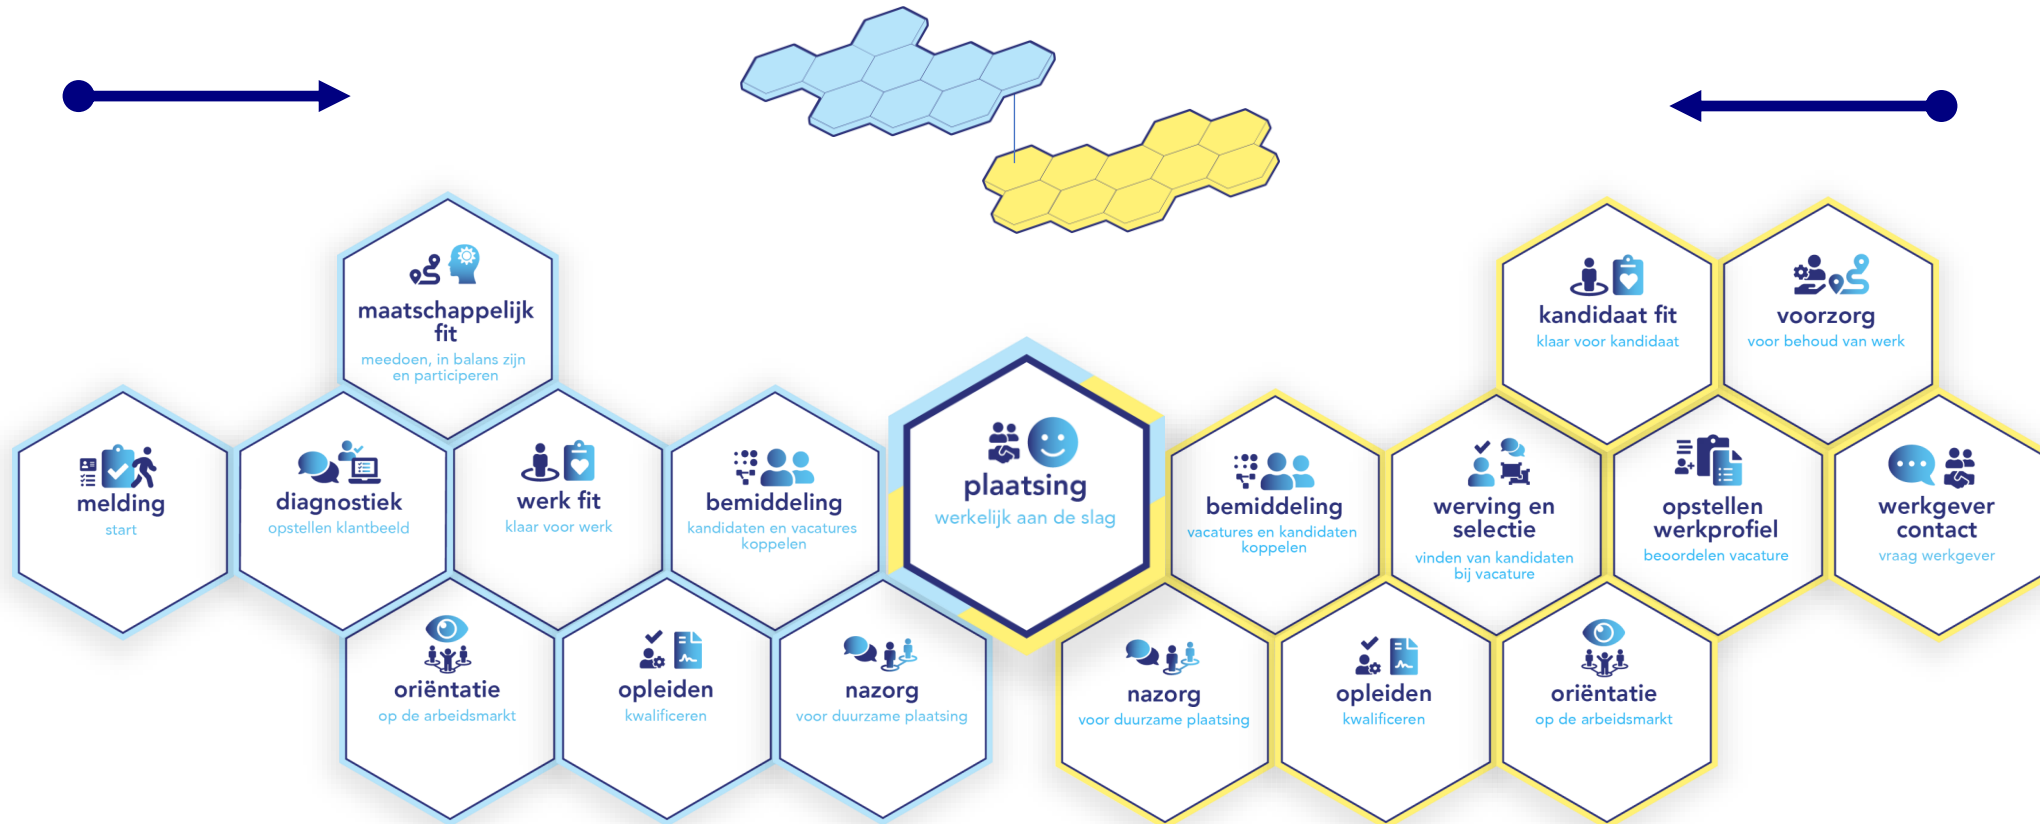 maatschappelijk
fit
meedoen, in balans zijn
en participeren
kandidaat fit
klaar voor kandidaat
voorzorg
voor behoud van werk
melding
start
diagnostiek
opstellen klantbeeld
werk fit
klaar voor werk
bemiddeling
kandidaten en vacatures
koppelen
plaatsing
werkelijk aan de slag
bemiddeling
vacatures en kandidaten
koppelen
werving en
selectie
vinden van kandidaten
bij vacature
opstellen
werkprofiel
beoordelen vacature
werkgever
contact
vraag werkgever
oriëntatie
op de arbeidsmarkt
opleiden
kwalificeren
nazorg
voor duurzame plaatsing
nazorg
voor duurzame plaatsing
opleiden
kwalificeren
oriëntatie
op de arbeidsmarkt